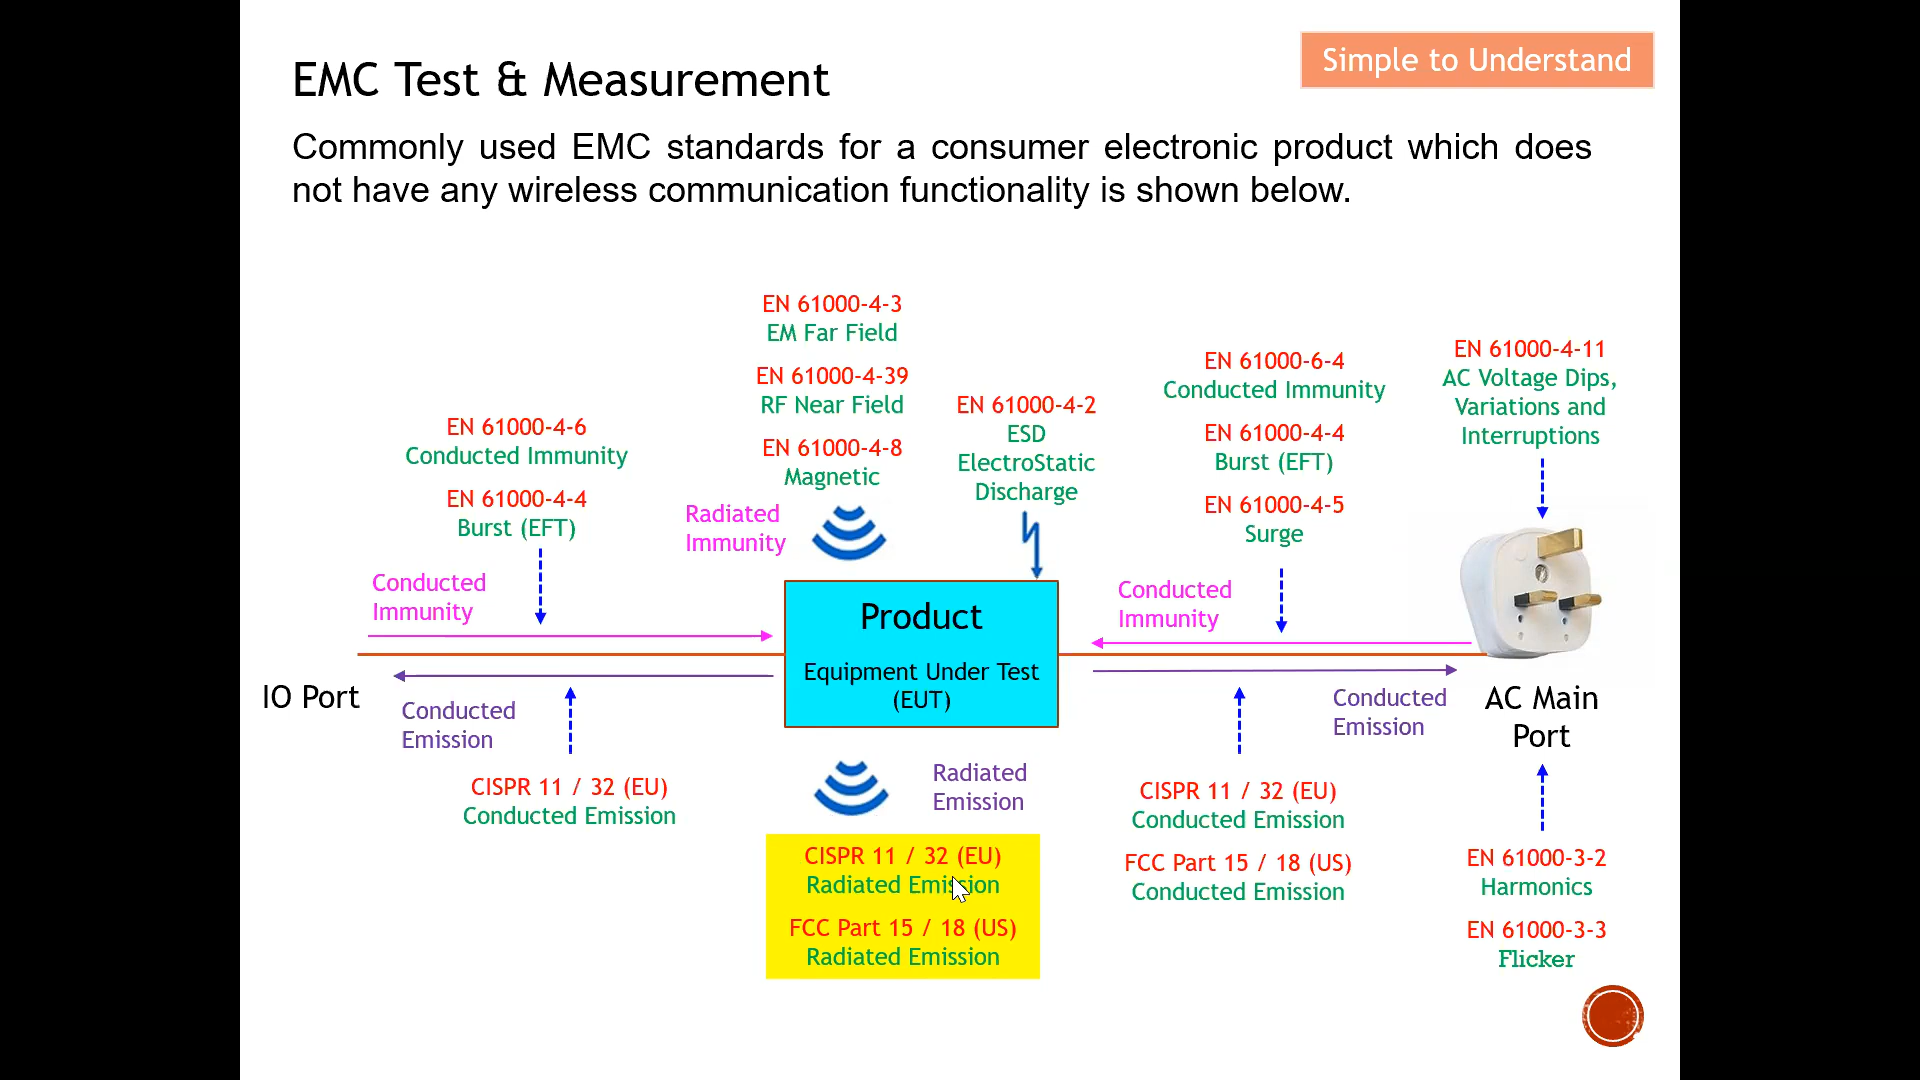 Simple to Understand
EMC Test & Measurement
Commonly used EMC standards for a consumer electronic product which does
not have any wireless communication functionality is shown below.
EN 61000-4-6
Conducted Immunity
EN 61000-4-4
Burst (EFT)
Conducted
Immunity
EN 61000-4-3
EM Far Field
EN 61000-4-39
RF Near Field
EN 61000-4-8
Magnetic
Radiated
Immunity
EN 61000-4-2
ESD
ElectroStatic
Discharge
EN 61000-6-4
Conducted Immunity
EN 61000-4-4
Burst (EFT)
EN 61000-4-5
Surge
Conducted
Immunity
EN 61000-4-11
AC Voltage Dips,
Variations and
Interruptions
Product
Equipment Under Test
(EUT)
IO Port
Conducted
Emission
CISPR 11 / 32 (EU)
Conducted Emission
Radiated
Emission
CISPR 11 / 32 (EU)
Radiated Emission
FCC Part 15 / 18 (US)
Radiated Emission
Conducted
Emission
CISPR 11 / 32 (EU)
Conducted Emission
FCC Part 15 / 18 (US)
Conducted Emission
AC Main
Port
EN 61000-3-2
Harmonics
EN 61000-3-3
Flicker